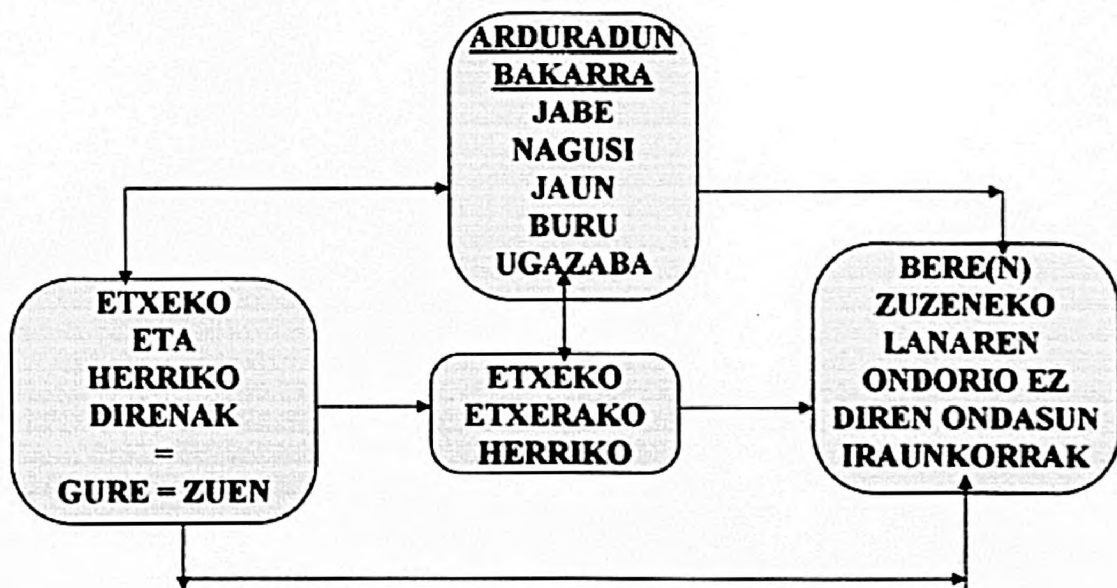 ARDURADUN
BAKARRA
JABE
NAGUSI
JAUN
BURU
UGAZABA
ETXEKO
ETA
HERRIKO
DIRENAK
=
GURE = ZUEN
ETXEKO
ETXERAKO
HERRIKO
BERE(N)
ZUZENEKO
LANAREN
ONDORIO EZ
DIREN ONDASUN
IRAUNKORRAK